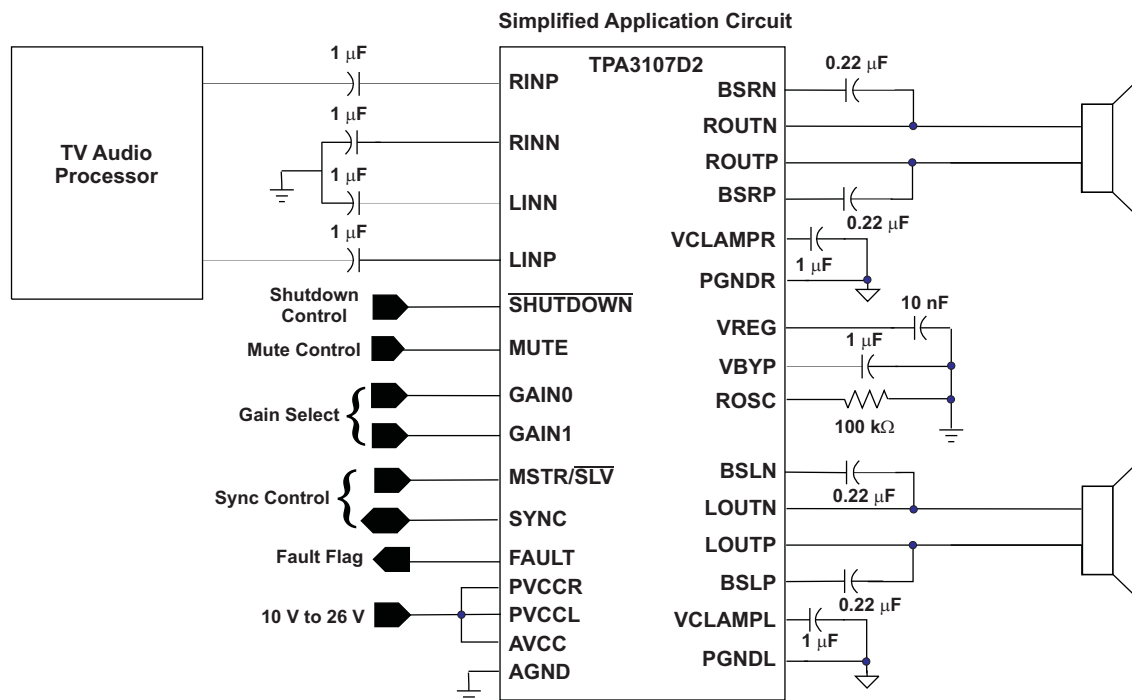 Simplified Application Circuit
TV Audio
Processor
1 μF
1 μF
1 μF
1 μF
Shutdown
Control
Mute Control
Gain Select
Sync Control
Fault Flag
10 V to 26 V
TPA3107D2
RINP
RINN
LINN
LINP
SHUTDOWN
MUTE
GAIN0
GAIN1
MSTR/SLV
SYNC
FAULT
PVCCR
PVCCL
AVCC
AGND
BSRN
ROUTN
ROUTP
BSRP
VCLAMPR
PGNDR
VREG
VBYP
ROSC
BSLN
LOUTN
LOUTP
BSLP
VCLAMPL
PGNDL
0.22 μF
0.22 μF
1 μF
10 nF
1 μF
100 kΩ
0.22 μF
0.22 μF
1 μF